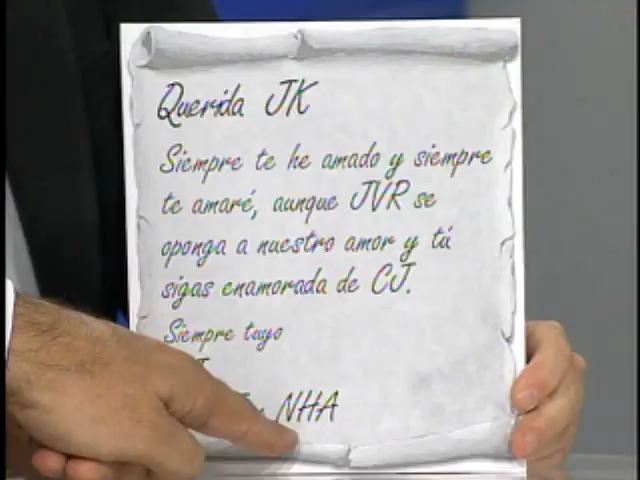 Querida JK
Siempre te he amado y siempre
te amaré, aunque JVR se
oponga a nuestro amor y tú
sigas enamorada de CJ.
Siempre tuyo
NHA